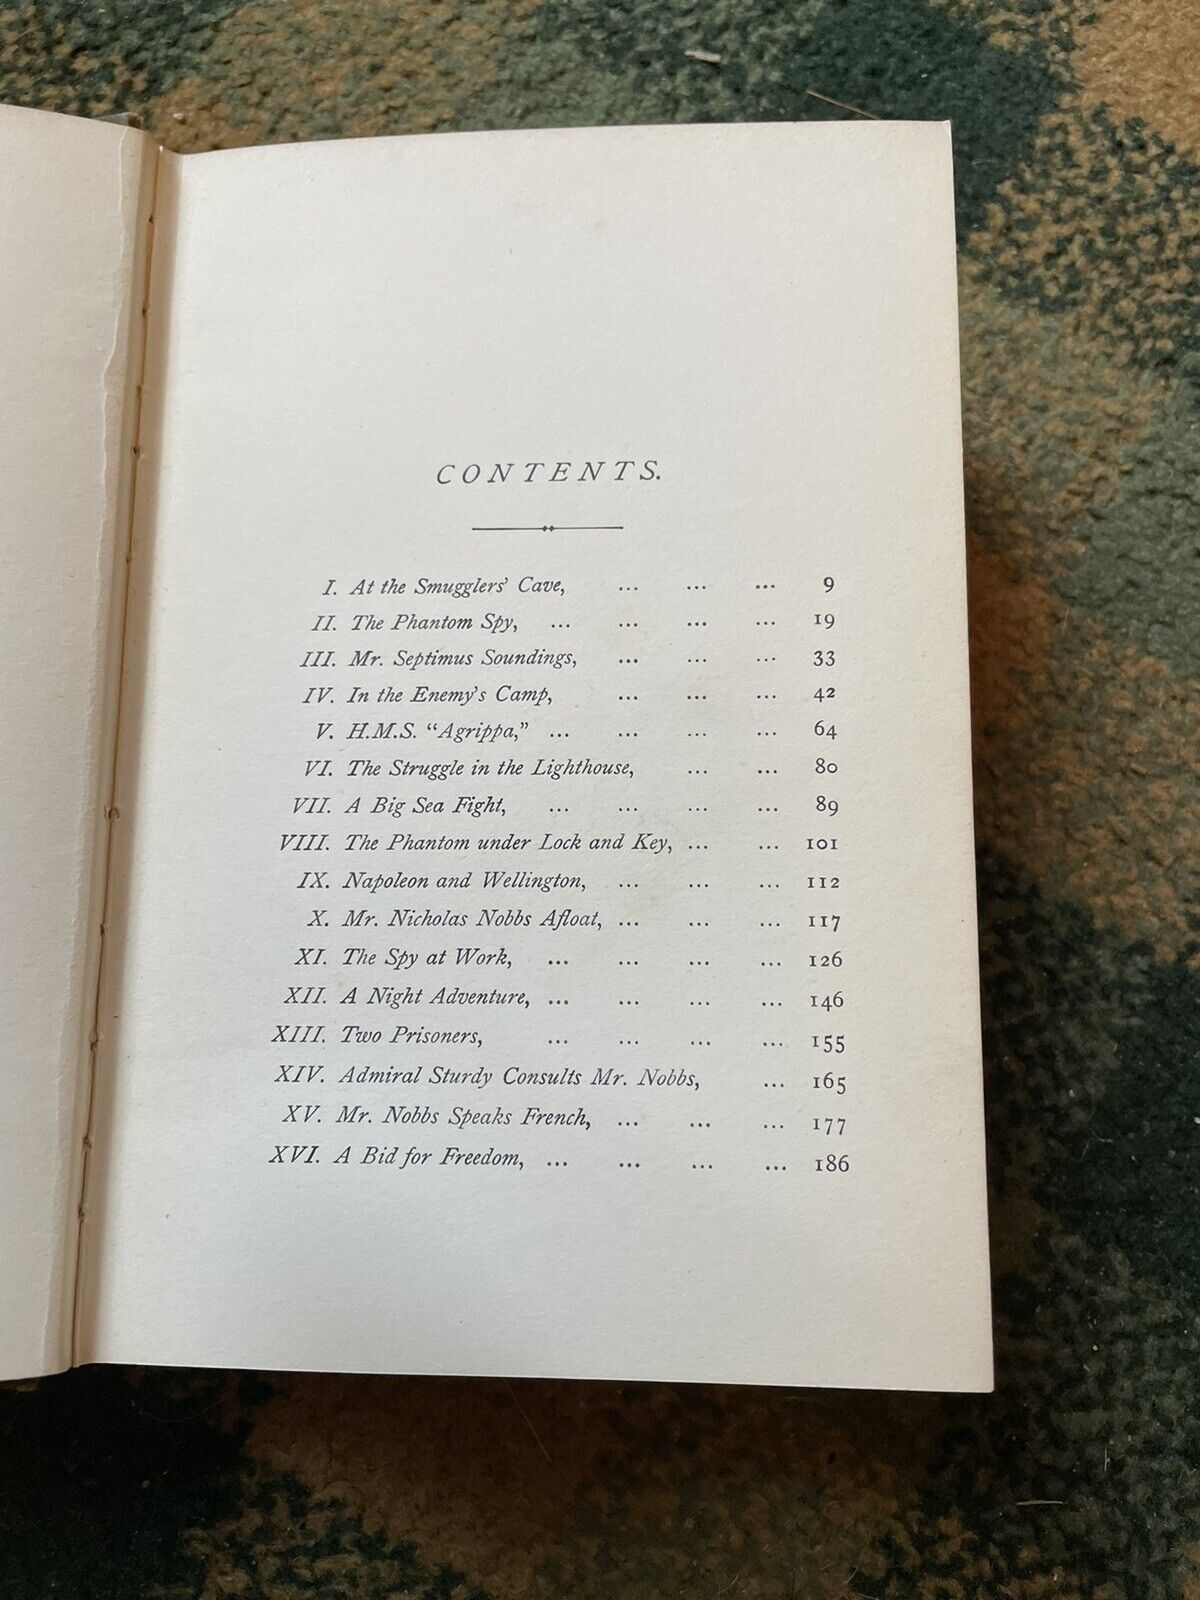 CONTENTS.
I. At the Smugglers' Cave, ... ... ... 9
II. The Phantom Spy, ... ... ... ... 19
III. Mr. Septimus Soundings, ... ... ... 33
IV. In the Enemy's Camp, ... ... ... 42
V. H.M.S. "Agrippa," ... ... ... ... 64
VI. The Struggle in the Lighthouse, ... ... 80
VII. A Big Sea Fight, ... ... ... ... 89
VIII. The Phantom under Lock and Key, ... ... 101
IX. Napoleon and Wellington, ... ... ... 112
X. Mr. Nicholas Nobbs Afloat, ... ... ... 117
XI. The Spy at Work, ... ... ... ... 126
XII. A Night Adventure, ... ... ... ... 146
XIII. Two Prisoners, ... ... ... ... 155
XIV. Admiral Sturdy Consults Mr. Nobbs, ... 165
XV. Mr. Nobbs Speaks French, ... ... ... 177
XVI. A Bid for Freedom, ... ... ... ... 186